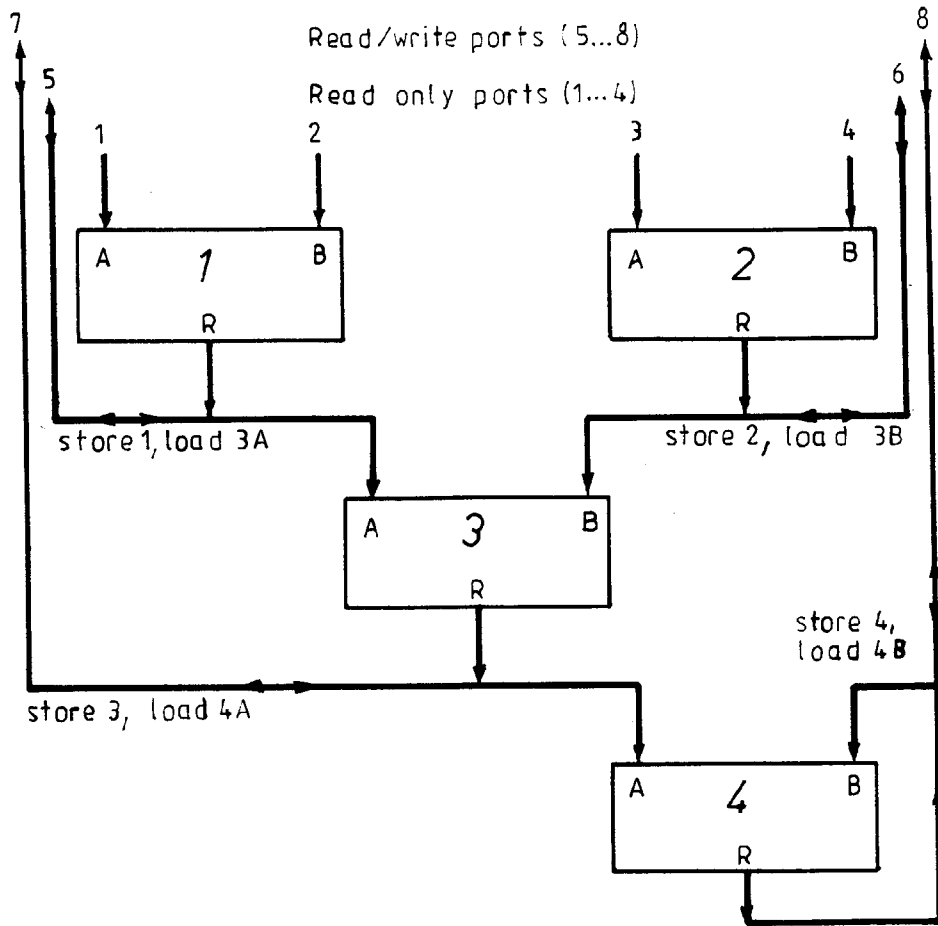 7
8
Read/write ports (5...8)
5
6
Read only ports (1...4)
1
2
3
4
A 1 B
R
A 2 B
R
store 1, load 3A
store 2, load 3B
A 3 B
R
store 4,
load 4B
store 3, load 4A
A 4 B
R